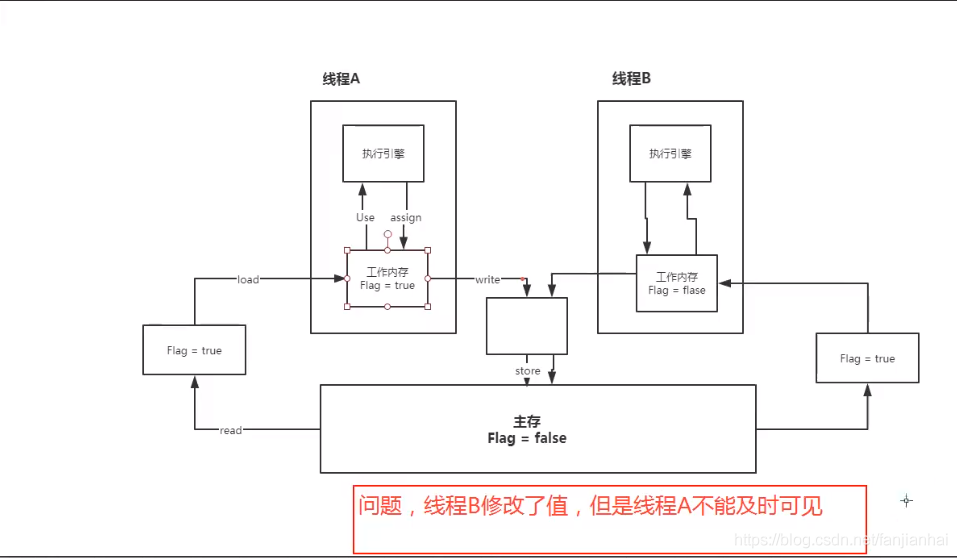 线程A
线程B
执行引擎
执行引擎
Use
assign
工作内存
Flag = true
工作内存
Flag = flase
load
write
Flag = true
Flag = true
store
read
主存
Flag = false
问题，线程B修改了值，但是线程A不能及时可见
https://blog.csdn.net/fanjianhai